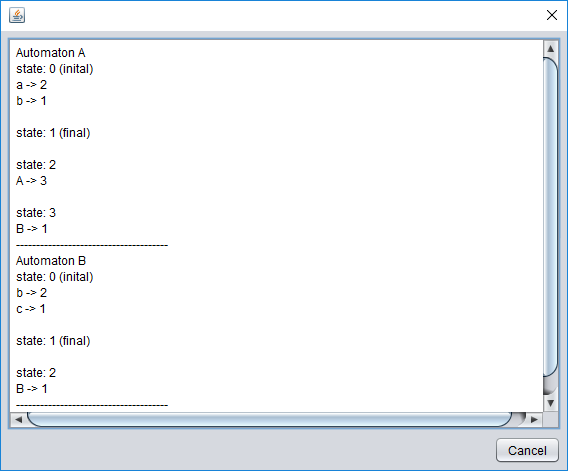 Automaton A
state: 0 (inital)
a -> 2
b -> 1
state: 1 (final)
state: 2
A -> 3
state: 3
B -> 1
--------------------------------------
Automaton B
state: 0 (inital)
b -> 2
c -> 1
state: 1 (final)
state: 2
B -> 1
--------------------------------------
Cancel